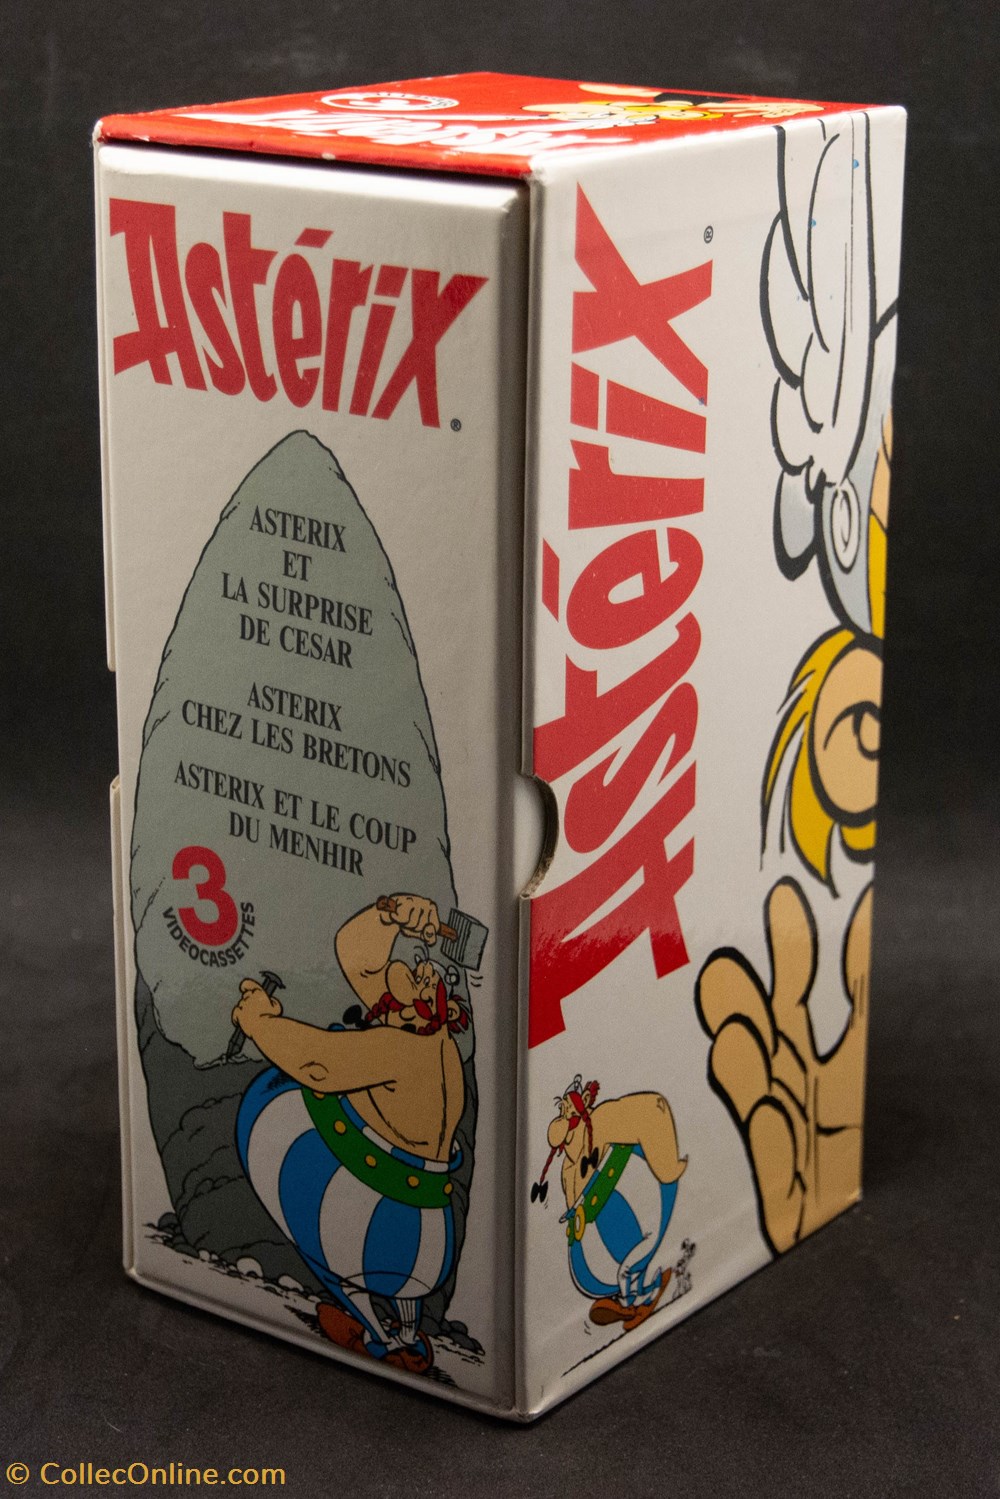 Astérix
®
ASTERIX
ET
LA SURPRISE
DE CESAR
ASTERIX
CHEZ LES BRETONS
ASTERIX ET LE COUP
DU MENHIR
3
VIDEOCASSETTES
Astérix
®
Astérix
© CollecOnline.com